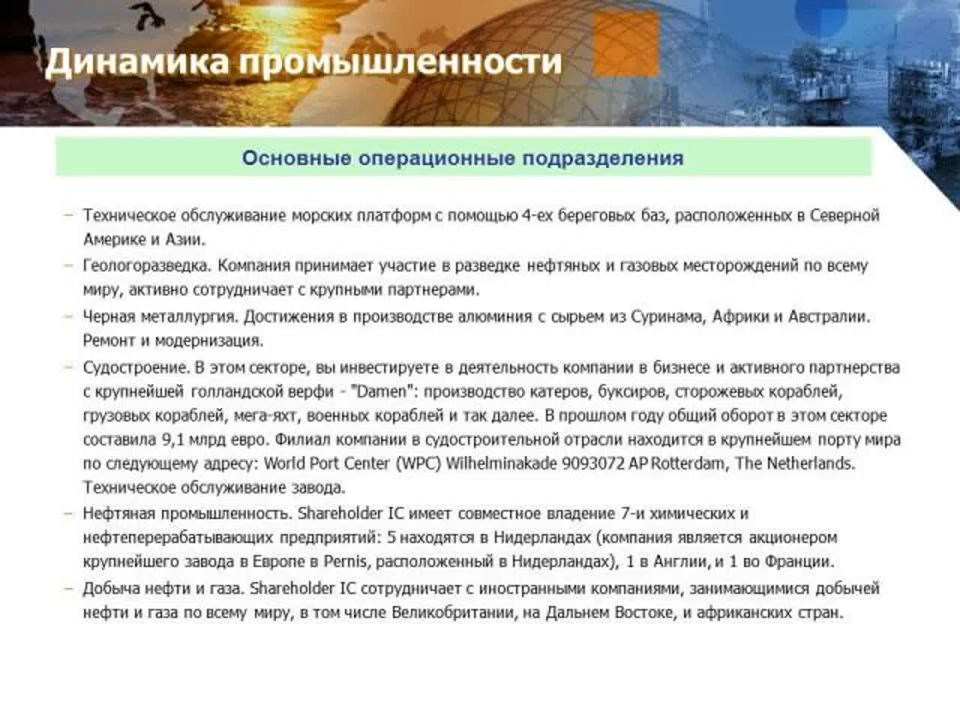 Динамика промышленности
Основные операционные подразделения
– Техническое обслуживание морских платформ с помощью 4-ех береговых баз, расположенных в Северной
Америке и Азии.
– Геологоразведка. Компания принимает участие в разведке нефтяных и газовых месторождений по всему
миру, активно сотрудничает с крупными партнерами.
– Черная металлургия. Достижения в производстве алюминия с сырьем из Суринама, Африки и Австралии.
Ремонт и модернизация.
– Судостроение. В этом секторе, вы инвестируете в деятельность компании в бизнесе и активного партнерства
с крупнейшей голландской верфи - "Damen": производство катеров, буксиров, сторожевых кораблей,
грузовых кораблей, мега-яхт, военных кораблей и так далее. В прошлом году общий оборот в этом секторе
составила 9,1 млрд евро. Филиал компании в судостроительной отрасли находится в крупнейшем порту мира
по следующему адресу: World Port Center (WPC) Wilhelminakade 9093072 AP Rotterdam, The Netherlands.
Техническое обслуживание завода.
– Нефтяная промышленность. Shareholder IC имеет совместное владение 7-и химических и
нефтеперерабатывающих предприятий: 5 находятся в Нидерландах (компания является акционером
крупнейшего завода в Европе в Pernis, расположенный в Нидерландах), 1 в Англии, и 1 во Франции.
– Добыча нефти и газа. Shareholder IC сотрудничает с иностранными компаниями, занимающимися добычей
нефти и газа по всему миру, в том числе Великобритании, на Дальнем Востоке, и африканских стран.